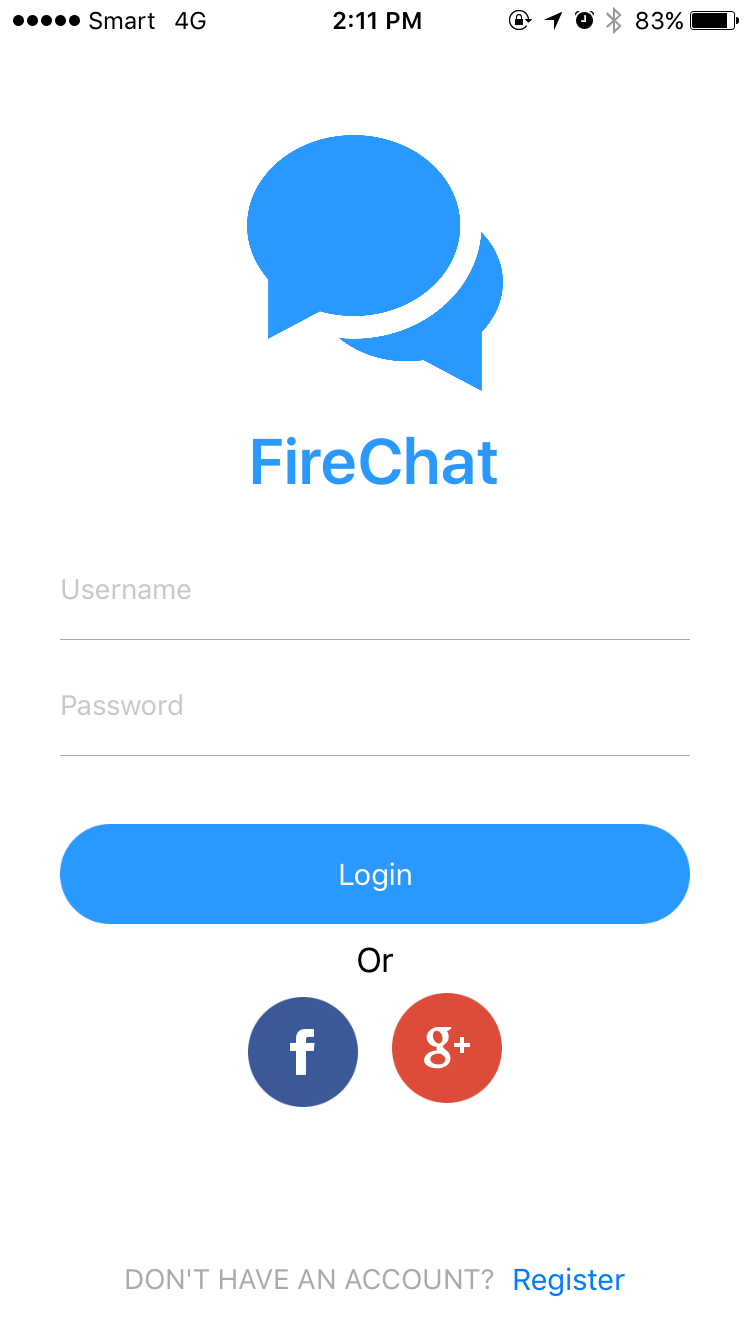 Smart 4G 2:11 PM 83%
FireChat
Username
Password
Login
Or
f g+
DON'T HAVE AN ACCOUNT? Register